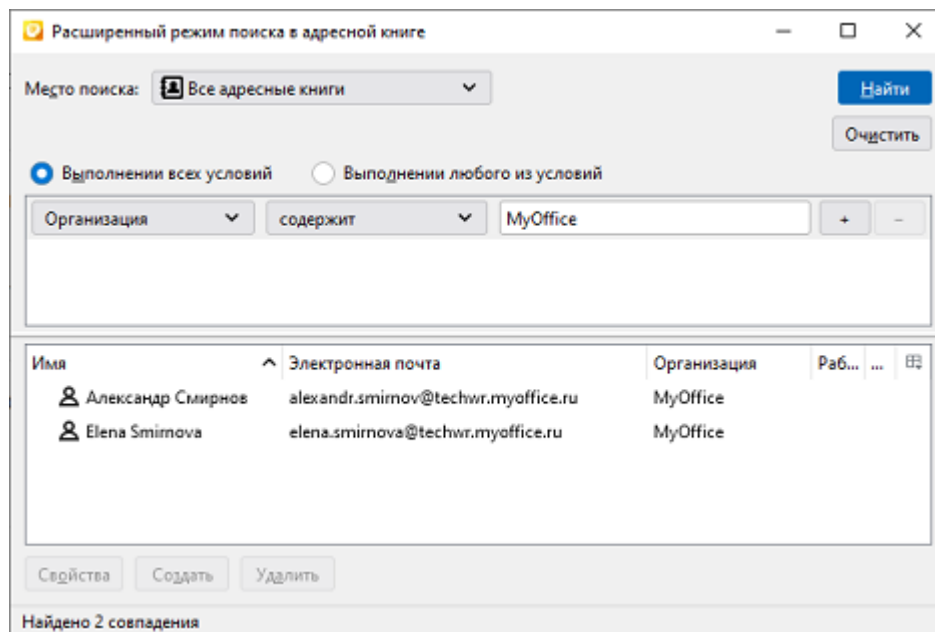 Расширенный режим поиска в адресной книге
Место поиска: Все адресные книги Найти
Очистить
Выполнении всех условий Выполнении любого из условий
Организация содержит MyOffice + -
Имя Электронная почта Организация Раб... ...
Александр Смирнов alexandr.smirnov@techwr.myoffice.ru MyOffice
Elena Smirnova elena.smirnova@techwr.myoffice.ru MyOffice
Свойства Создать Удалить
Найдено 2 совпадения